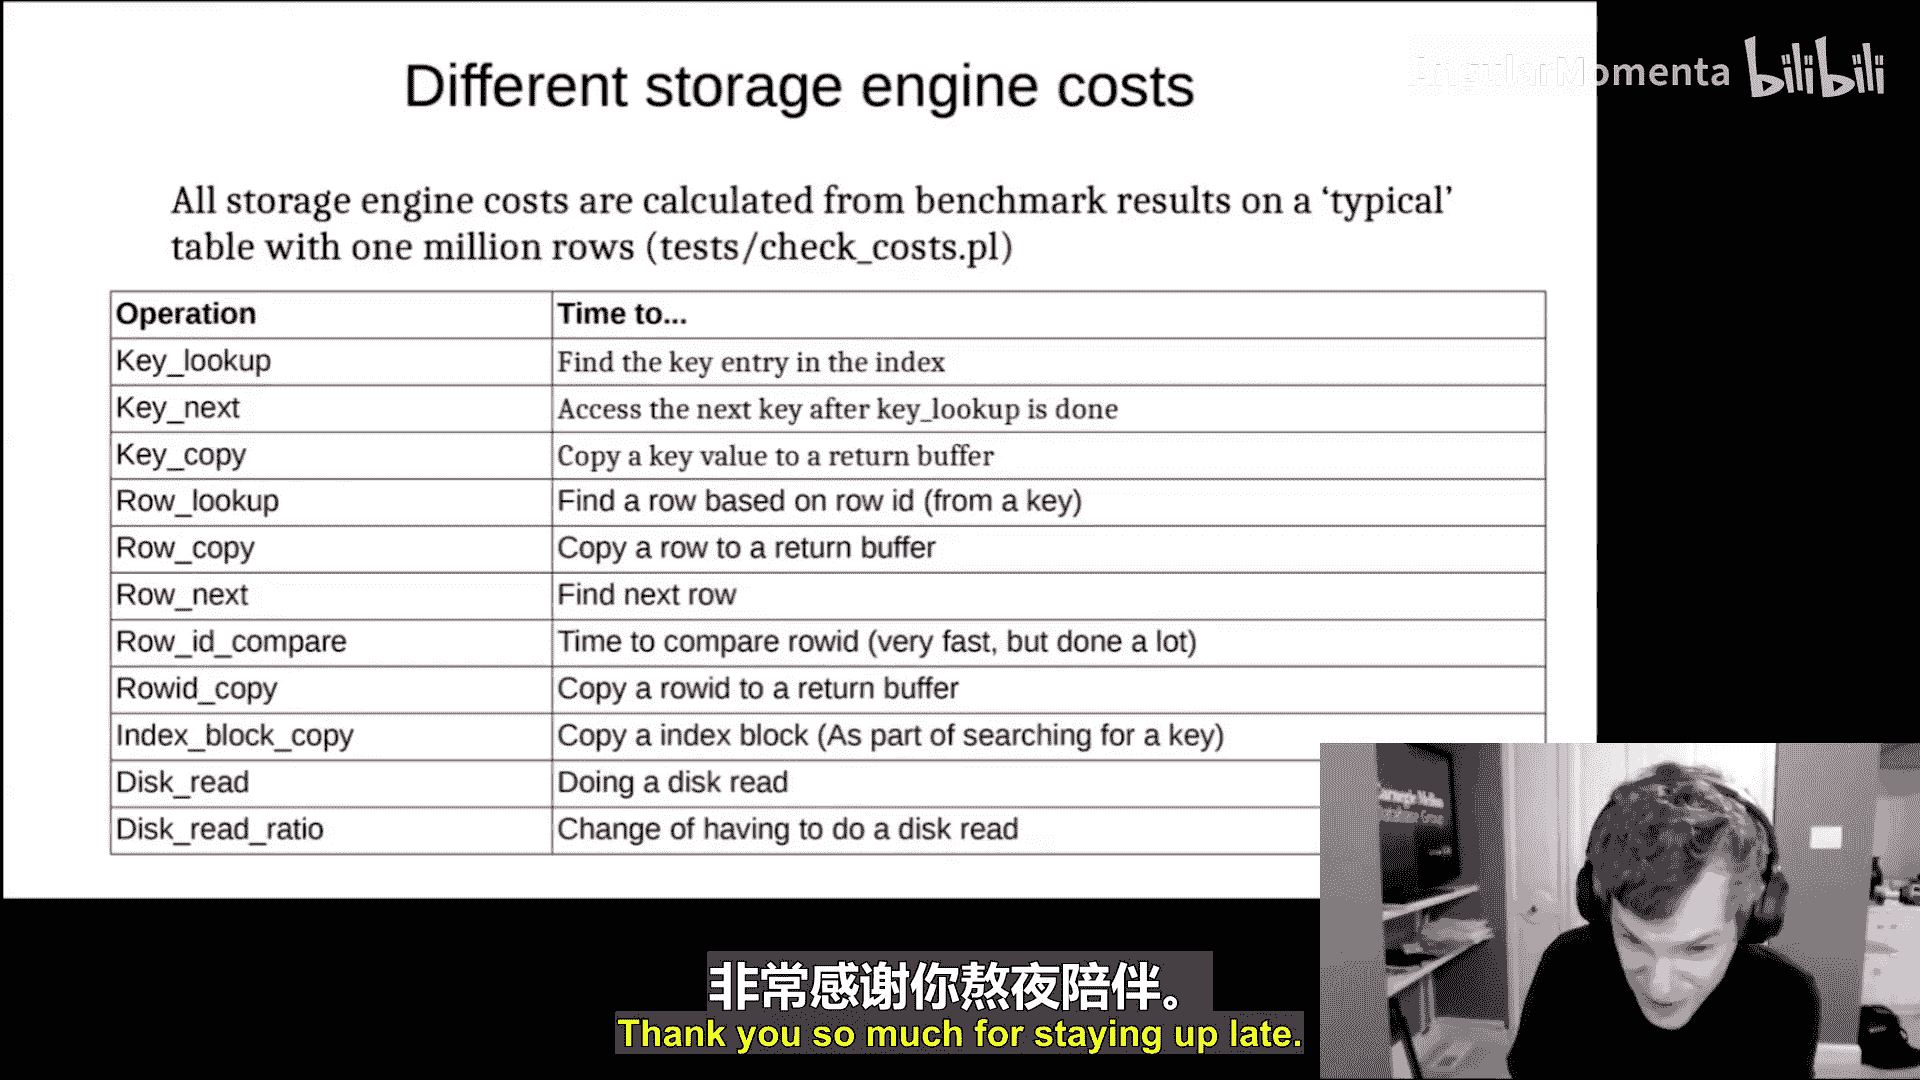 Different storage engine costs
Momenta bilibili
All storage engine costs are calculated from benchmark results on a ‘typical’
table with one million rows (tests/check_costs.pl)
Operation Time to...
Key_lookup Find the key entry in the index
Key_next Access the next key after key_lookup is done
Key_copy Copy a key value to a return buffer
Row_lookup Find a row based on row id (from a key)
Row_copy Copy a row to a return buffer
Row_next Find next row
Row_id_compare Time to compare rowid (very fast, but done a lot)
Rowid_copy Copy a rowid to a return buffer
Index_block_copy Copy a index block (As part of searching for a key)
Disk_read Doing a disk read
Disk_read_ratio Change of having to do a disk read
Carnegie Mellon
Database Group
非常感谢你熬夜陪伴。
Thank you so much for staying up late.